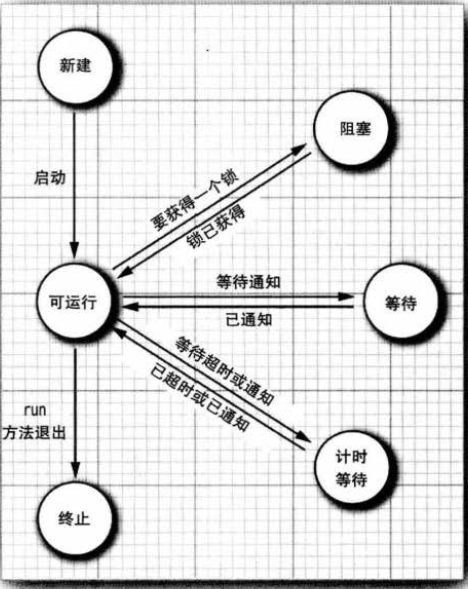 新建
启动
阻塞
要获得一个锁
锁已获得
可运行
等待通知
已通知
等待
等待超时或通知
已超时或已通知
run
方法退出
计时
等待
终止